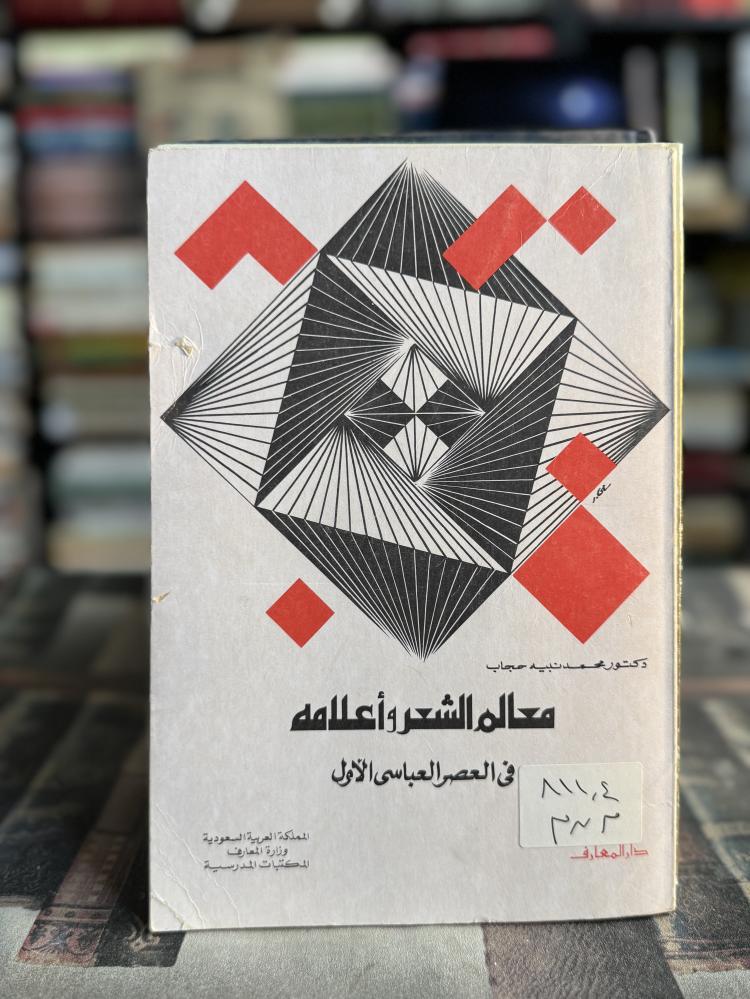 دكتور محمد نبيه حجاب
معالم الشعر وأعلامه
في العصر العباسي الأول
٨١١,٤
دار المعارف
المملكة العربية السعودية
وزارة المعارف
المكتبات المدرسية